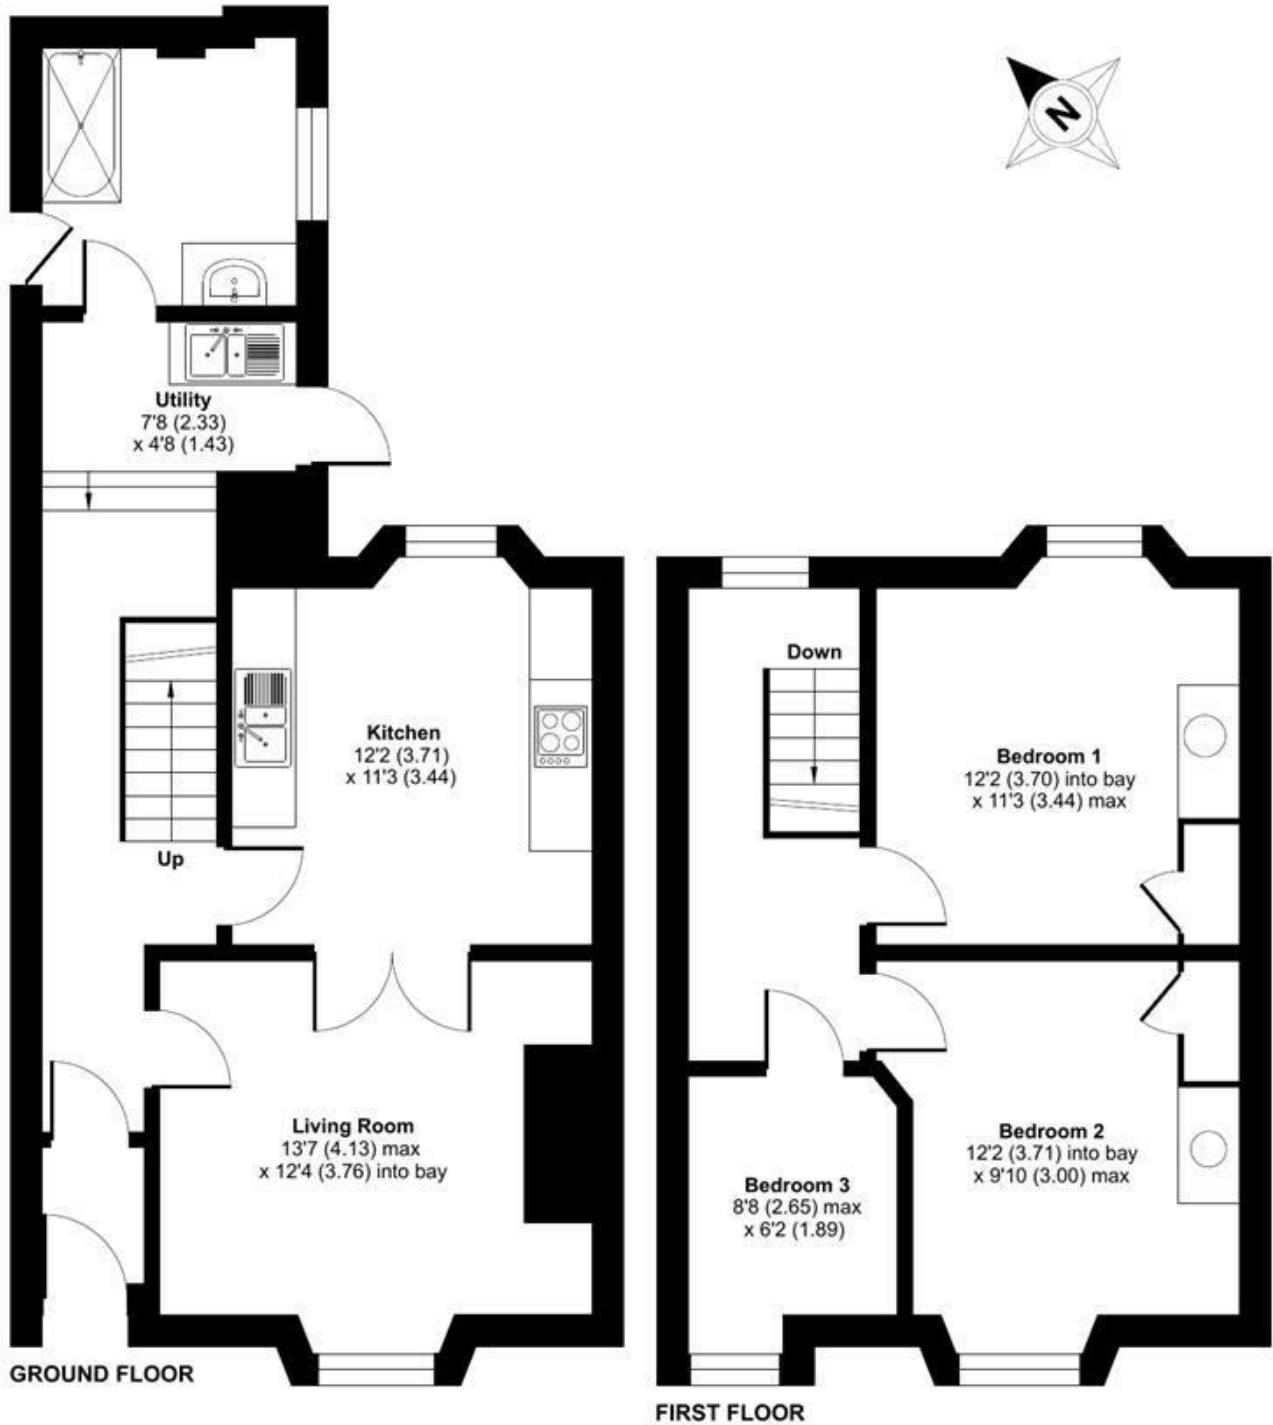 N
Utility
7'8 (2.33)
x 4'8 (1.43)
Kitchen
12'2 (3.71)
x 11'3 (3.44)
Up
Living Room
13'7 (4.13) max
x 12'4 (3.76) into bay
GROUND FLOOR
Down
Bedroom 1
12'2 (3.70) into bay
x 11'3 (3.44) max
Bedroom 2
12'2 (3.71) into bay
x 9'10 (3.00) max
Bedroom 3
8'8 (2.65) max
x 6'2 (1.89)
FIRST FLOOR